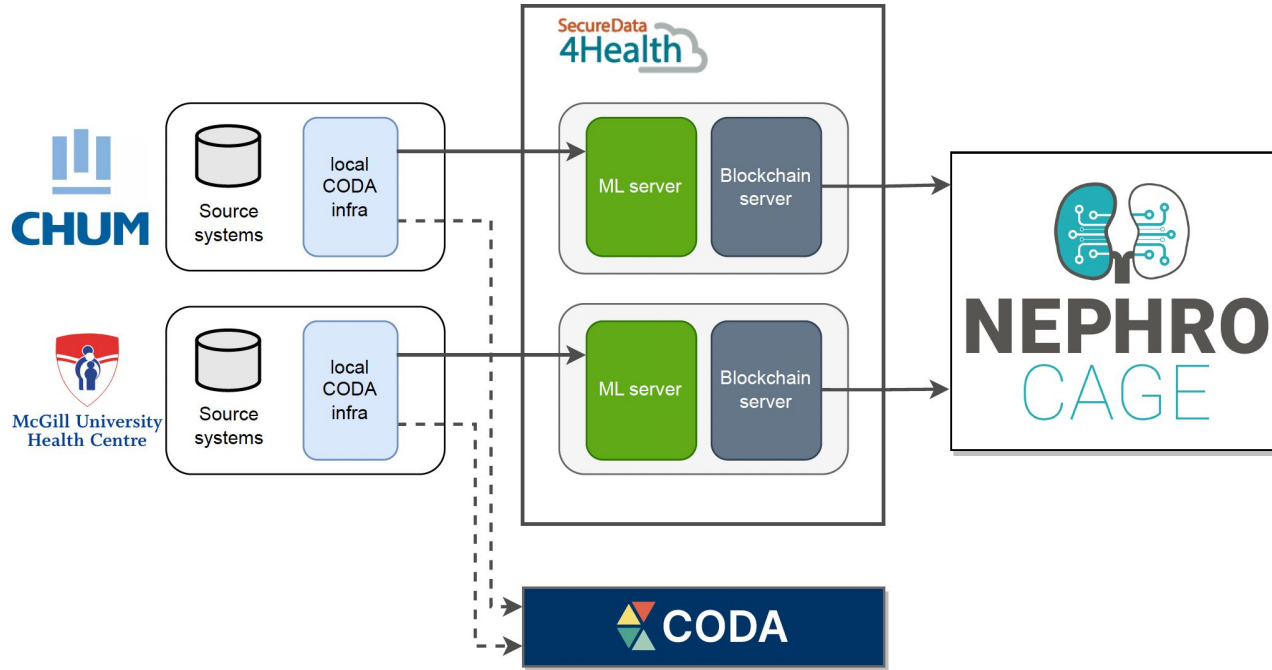 SecureData
4Health
CHUM
Source
systems
local
CODA
infra
ML server
Blockchain
server
McGill University
Health Centre
Source
systems
local
CODA
infra
ML server
Blockchain
server
NEPHRO
CAGE
CODA